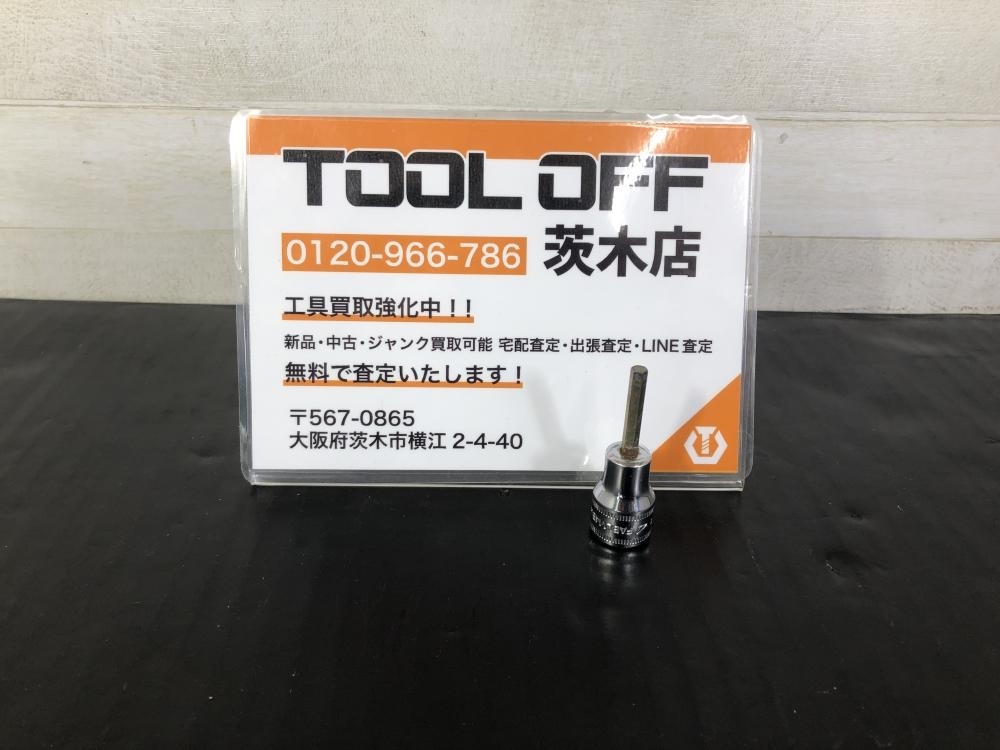 TOOL OFF
0120-966-786 茨木店
工具買取強化中！！
新品・中古・ジャンク買取可能 宅配査定・出張査定・LINE査定
無料で査定いたします！
〒567-0865
大阪府茨木市横江 2-4-40